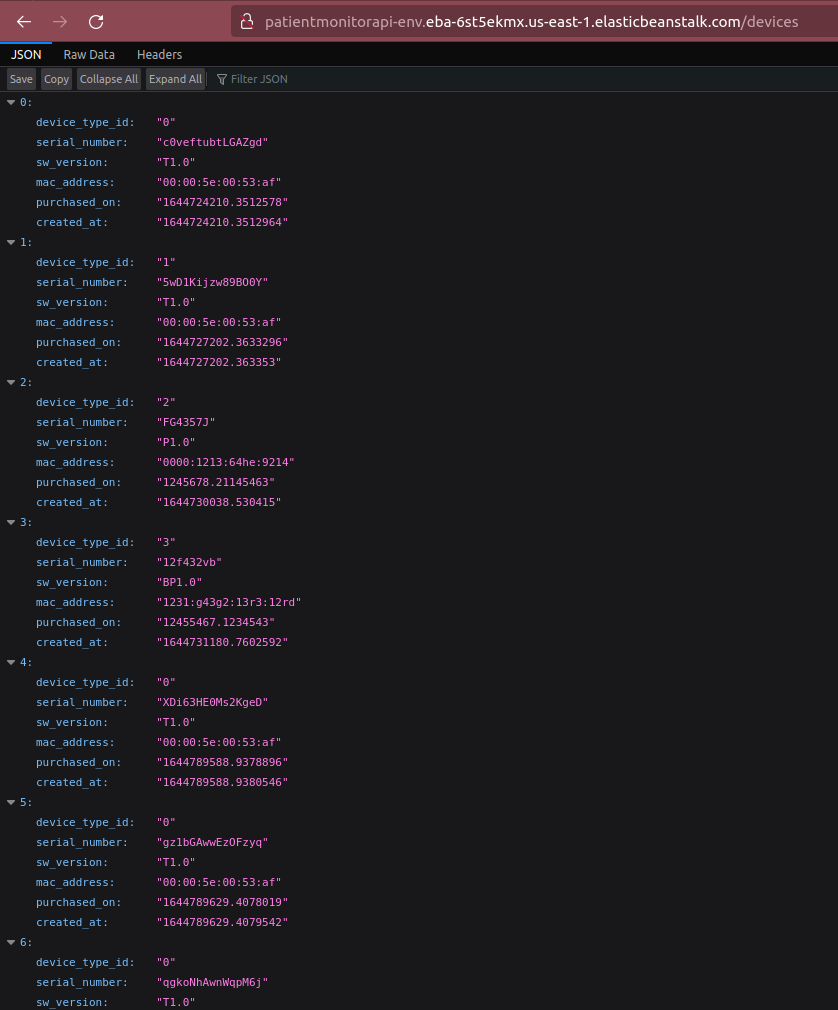 patientmonitorapi-env.eba-6st5ekmx.us-east-1.elasticbeanstalk.com/devices
JSON Raw Data Headers
Save Copy Collapse All Expand All Filter JSON
0:
device_type_id: "0"
serial_number: "c0veftubtLGAZgd"
sw_version: "T1.0"
mac_address: "00:00:5e:00:53:af"
purchased_on: "1644724210.3512578"
created_at: "1644724210.3512964"
1:
device_type_id: "1"
serial_number: "5wD1Kijzw89BO0Y"
sw_version: "T1.0"
mac_address: "00:00:5e:00:53:af"
purchased_on: "1644727202.3633296"
created_at: "1644727202.363353"
2:
device_type_id: "2"
serial_number: "FG4357J"
sw_version: "P1.0"
mac_address: "0000:1213:64he:9214"
purchased_on: "1245678.21145463"
created_at: "1644730038.530415"
3:
device_type_id: "3"
serial_number: "12f432vb"
sw_version: "BP1.0"
mac_address: "1231:g43g2:13r3:12rd"
purchased_on: "12455467.1234543"
created_at: "1644731180.7602592"
4:
device_type_id: "0"
serial_number: "XDi63HE0Ms2KgeD"
sw_version: "T1.0"
mac_address: "00:00:5e:00:53:af"
purchased_on: "1644789588.9378896"
created_at: "1644789588.9380546"
5:
device_type_id: "0"
serial_number: "gz1bGAwwEzOFzyq"
sw_version: "T1.0"
mac_address: "00:00:5e:00:53:af"
purchased_on: "1644789629.4078019"
created_at: "1644789629.4079542"
6:
device_type_id: "0"
serial_number: "qgkoNhAwnWqpM6j"
sw_version: "T1.0"